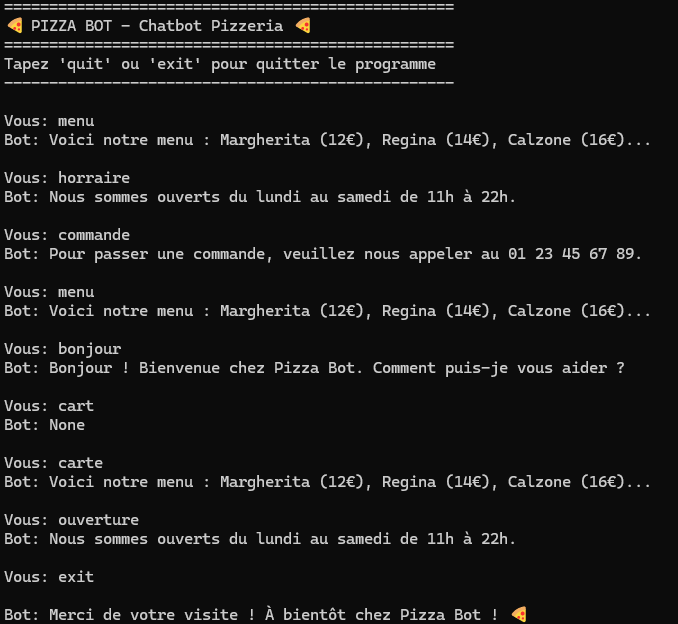 ==================================================
🍕 PIZZA BOT - Chatbot Pizzeria 🍕
==================================================
Tapez 'quit' ou 'exit' pour quitter le programme
--------------------------------------------------
Vous: menu
Bot: Voici notre menu : Margherita (12€), Regina (14€), Calzone (16€)...
Vous: horraire
Bot: Nous sommes ouverts du lundi au samedi de 11h à 22h.
Vous: commande
Bot: Pour passer une commande, veuillez nous appeler au 01 23 45 67 89.
Vous: menu
Bot: Voici notre menu : Margherita (12€), Regina (14€), Calzone (16€)...
Vous: bonjour
Bot: Bonjour ! Bienvenue chez Pizza Bot. Comment puis-je vous aider ?
Vous: cart
Bot: None
Vous: carte
Bot: Voici notre menu : Margherita (12€), Regina (14€), Calzone (16€)...
Vous: ouverture
Bot: Nous sommes ouverts du lundi au samedi de 11h à 22h.
Vous: exit
Bot: Merci de votre visite ! À bientôt chez Pizza Bot ! 🍕